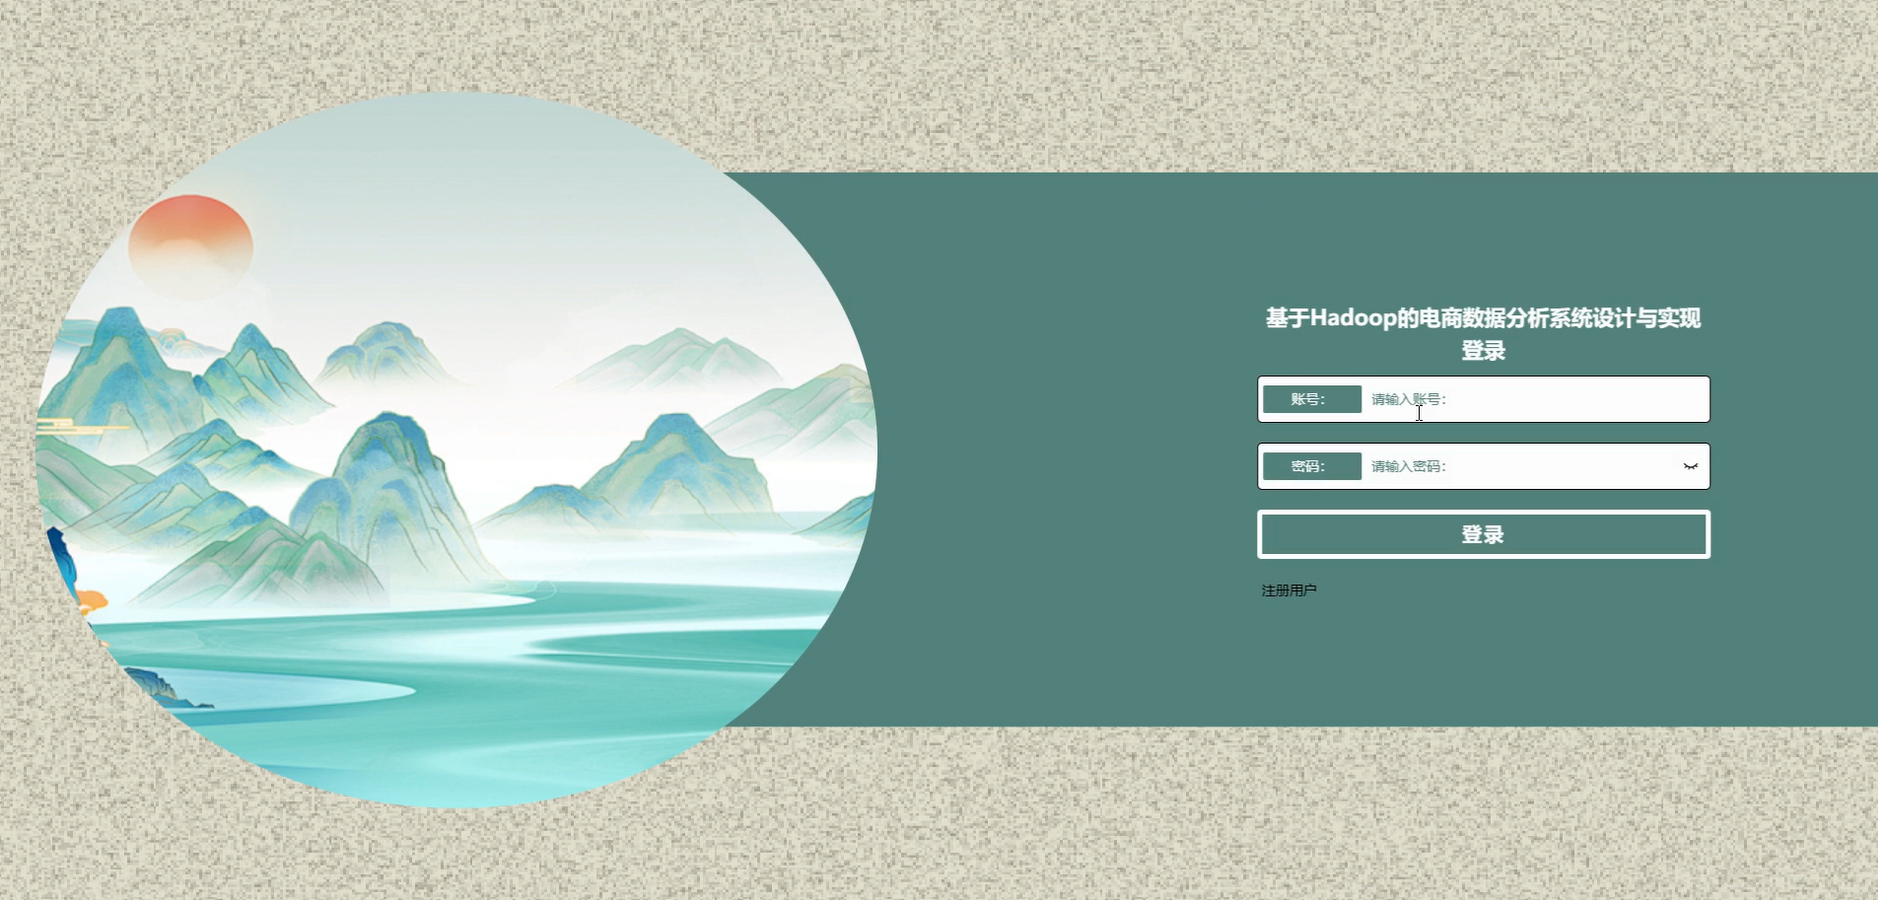 基于Hadoop的电商数据分析系统设计与实现
登录
账号： 请输入账号：
密码： 请输入密码：
登录
注册用户